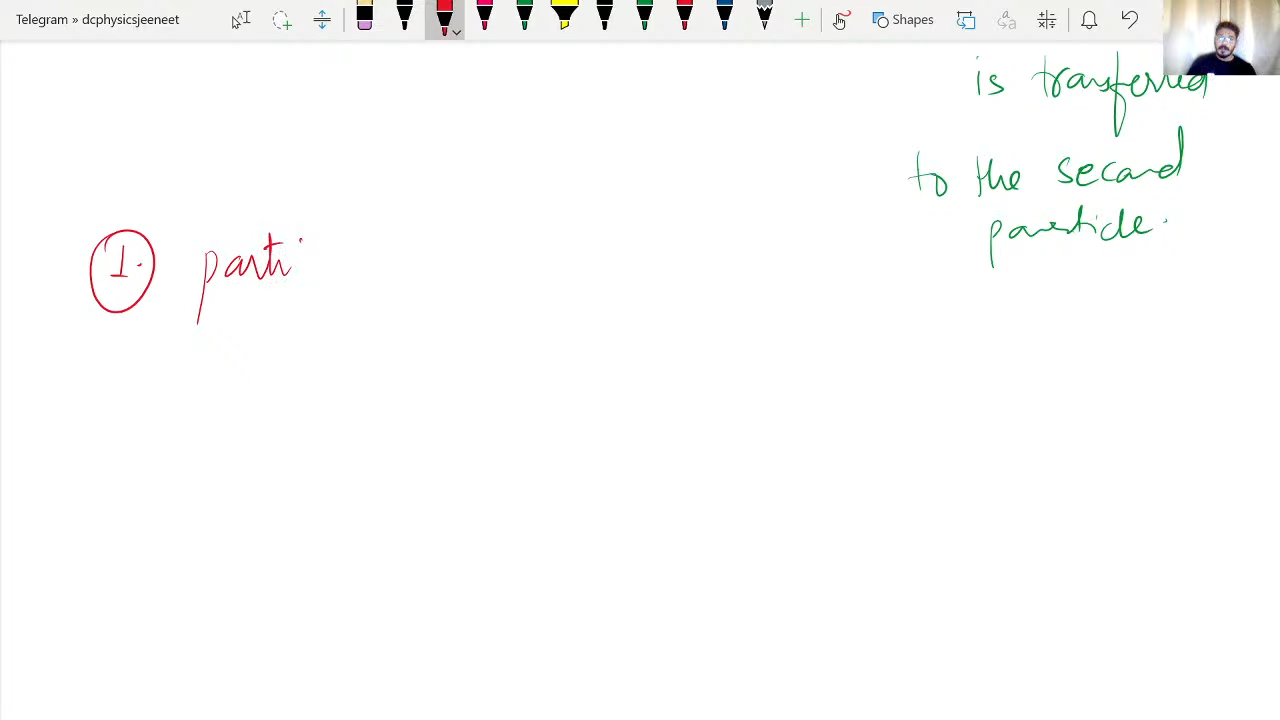 Telegram » dcphysicsjeeneet
Shapes
is transferred
to the second
particle.
1. parti